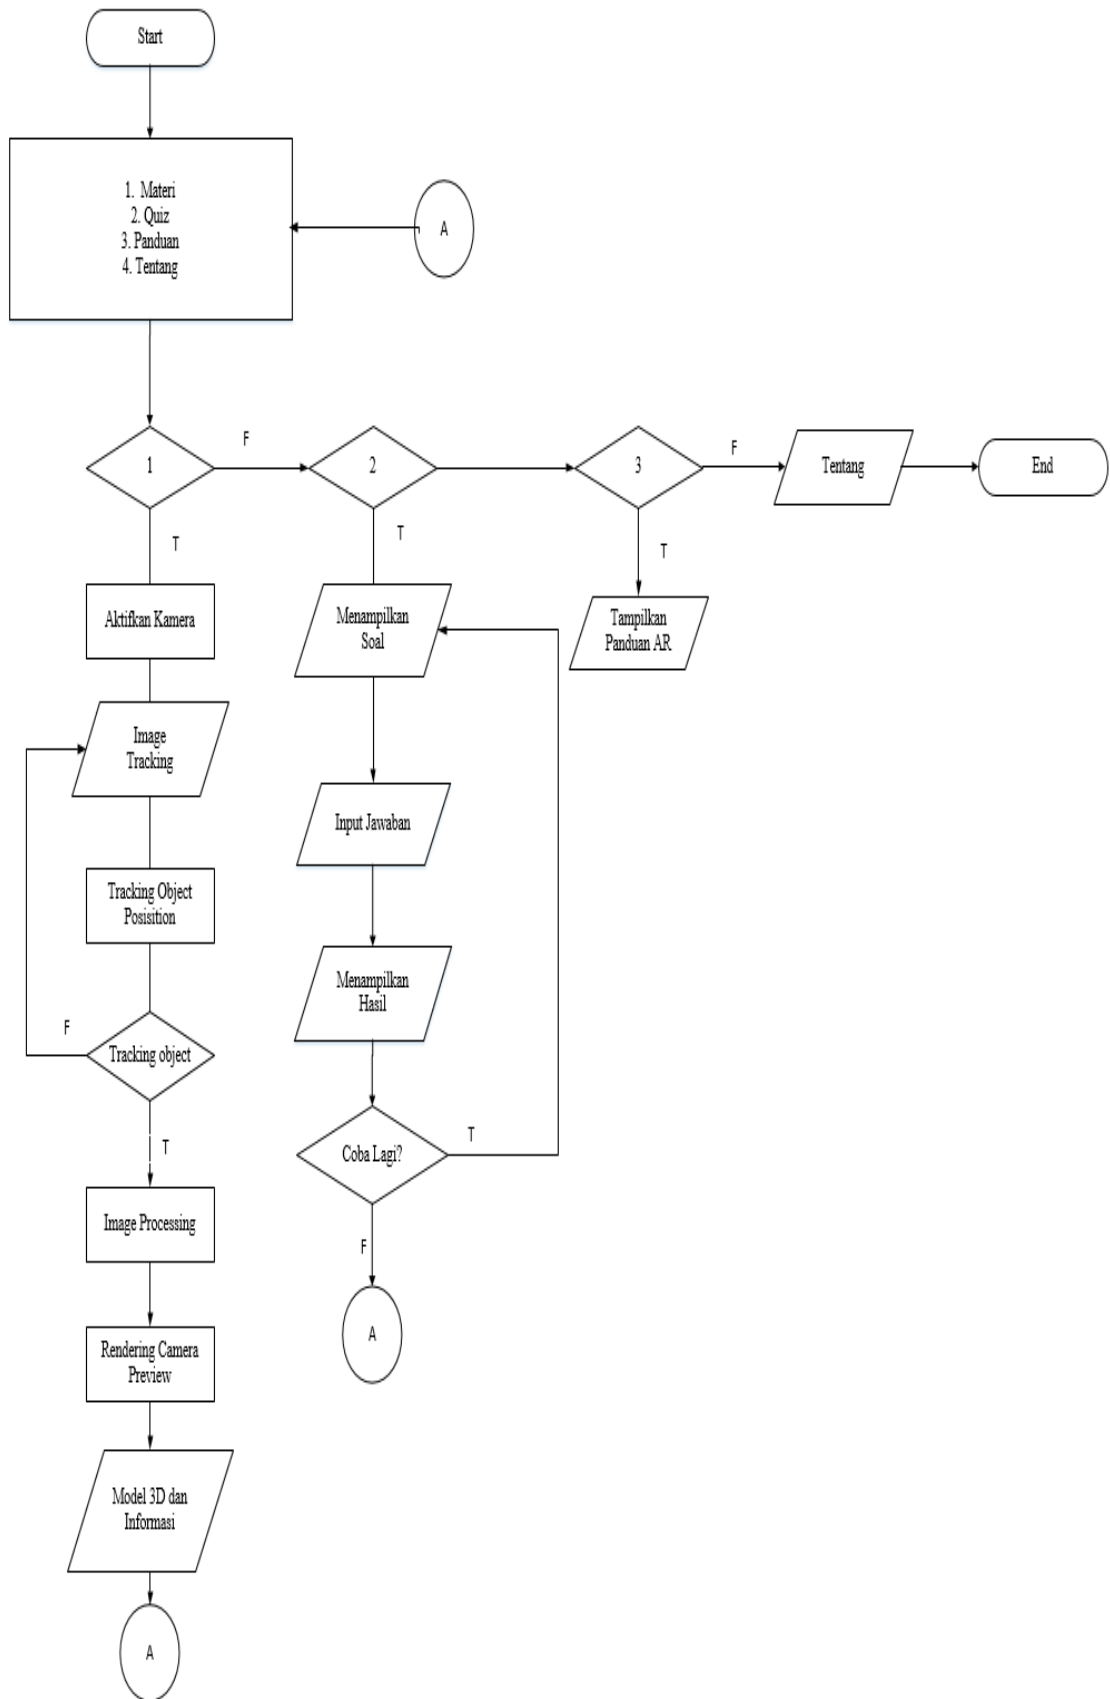 Start
1. Materi
2. Quiz
3. Panduan
4. Tentang
A
1
F
2
3
F
Tentang
End
T
T
T
Aktifkan Kamera
Menampilkan
Soal
Tampilkan
Panduan AR
Image
Tracking
Input Jawaban
Tracking Object
Posisition
Menampilkan
Hasil
F
Tracking object
T
Coba Lagi?
T
Image Processing
F
A
Rendering Camera
Preview
Model 3D dan
Informasi
A